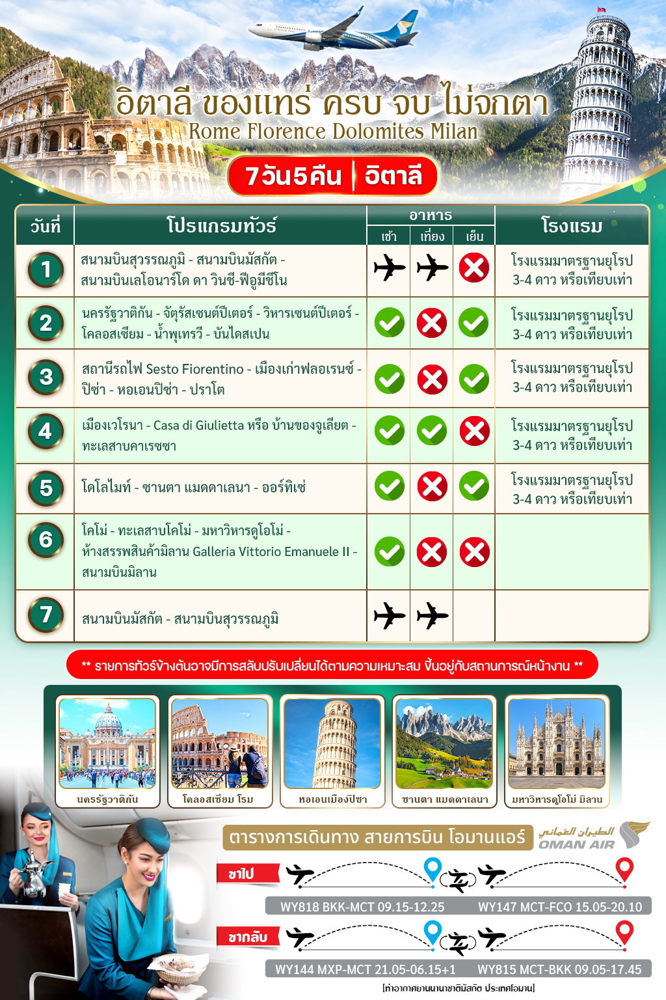 อิตาลี ของแทร่ ครบ จบ ไม่จกตา
Rome Florence Dolomites Milan
7วัน5คืน | อิตาลี
วันที่
โปรแกรมทัวร์
อาหาร
เช้า
เที่ยง
เย็น
โรงแรม
1
สนามบินสุวรรณภูมิ - สนามบินมัสกัต -
สนามบินเลโอนาร์โด ดา วินชี-ฟีอูมีชีโน
โรงแรมมาตรฐานยุโรป
3-4 ดาว หรือเทียบเท่า
2
นครรัฐวาติกัน - จัตุรัสเซนต์ปีเตอร์ - วิหารเซนต์ปีเตอร์ -
โคลอสเซียม - น้ำพุเทรวี - บันไดสเปน
โรงแรมมาตรฐานยุโรป
3-4 ดาว หรือเทียบเท่า
3
สถานีรถไฟ Sesto Fiorentino - เมืองเก่าฟลอเรนซ์ -
ปิซ่า - หอเอนปิซ่า - ปราโต
โรงแรมมาตรฐานยุโรป
3-4 ดาว หรือเทียบเท่า
4
เมืองเวโรนา - Casa di Giulietta หรือ บ้านของจูเลียต -
ทะเลสาบคาเรซซา
โรงแรมมาตรฐานยุโรป
3-4 ดาว หรือเทียบเท่า
5
โดโลไมท์ - ซานตา แมดดาเลนา - ออร์ทิเซ่
โรงแรมมาตรฐานยุโรป
3-4 ดาว หรือเทียบเท่า
6
โคโม่ - ทะเลสาบโคโม่ - มหาวิหารดูโอโม่ -
ห้างสรรพสินค้ามิลาน Galleria Vittorio Emanuele II -
สนามบินมิลาน
7
สนามบินมัสกัต - สนามบินสุวรรณภูมิ
** รายการทัวร์ข้างต้นอาจมีการสลับปรับเปลี่ยนได้ตามความเหมาะสม ขึ้นอยู่กับสถานการณ์หน้างาน **
นครรัฐวาติกัน
โคลอสเซียม โรม
หอเอนเมืองปิซา
ซานตา แมดดาเลนา
มหาวิหารดูโอโม่ มิลาน
ตารางการเดินทาง สายการบิน โอมานแอร์
الطيران العماني
OMAN AIR
ขาไป
WY818 BKK-MCT 09.15-12.25
WY147 MCT-FCO 15.05-20.10
ขากลับ
WY144 MXP-MCT 21.05-06.15+1
WY815 MCT-BKK 09.05-17.45
[ท่าอากาศยานนานาชาติมัสกัต ประเทศโอมาน]